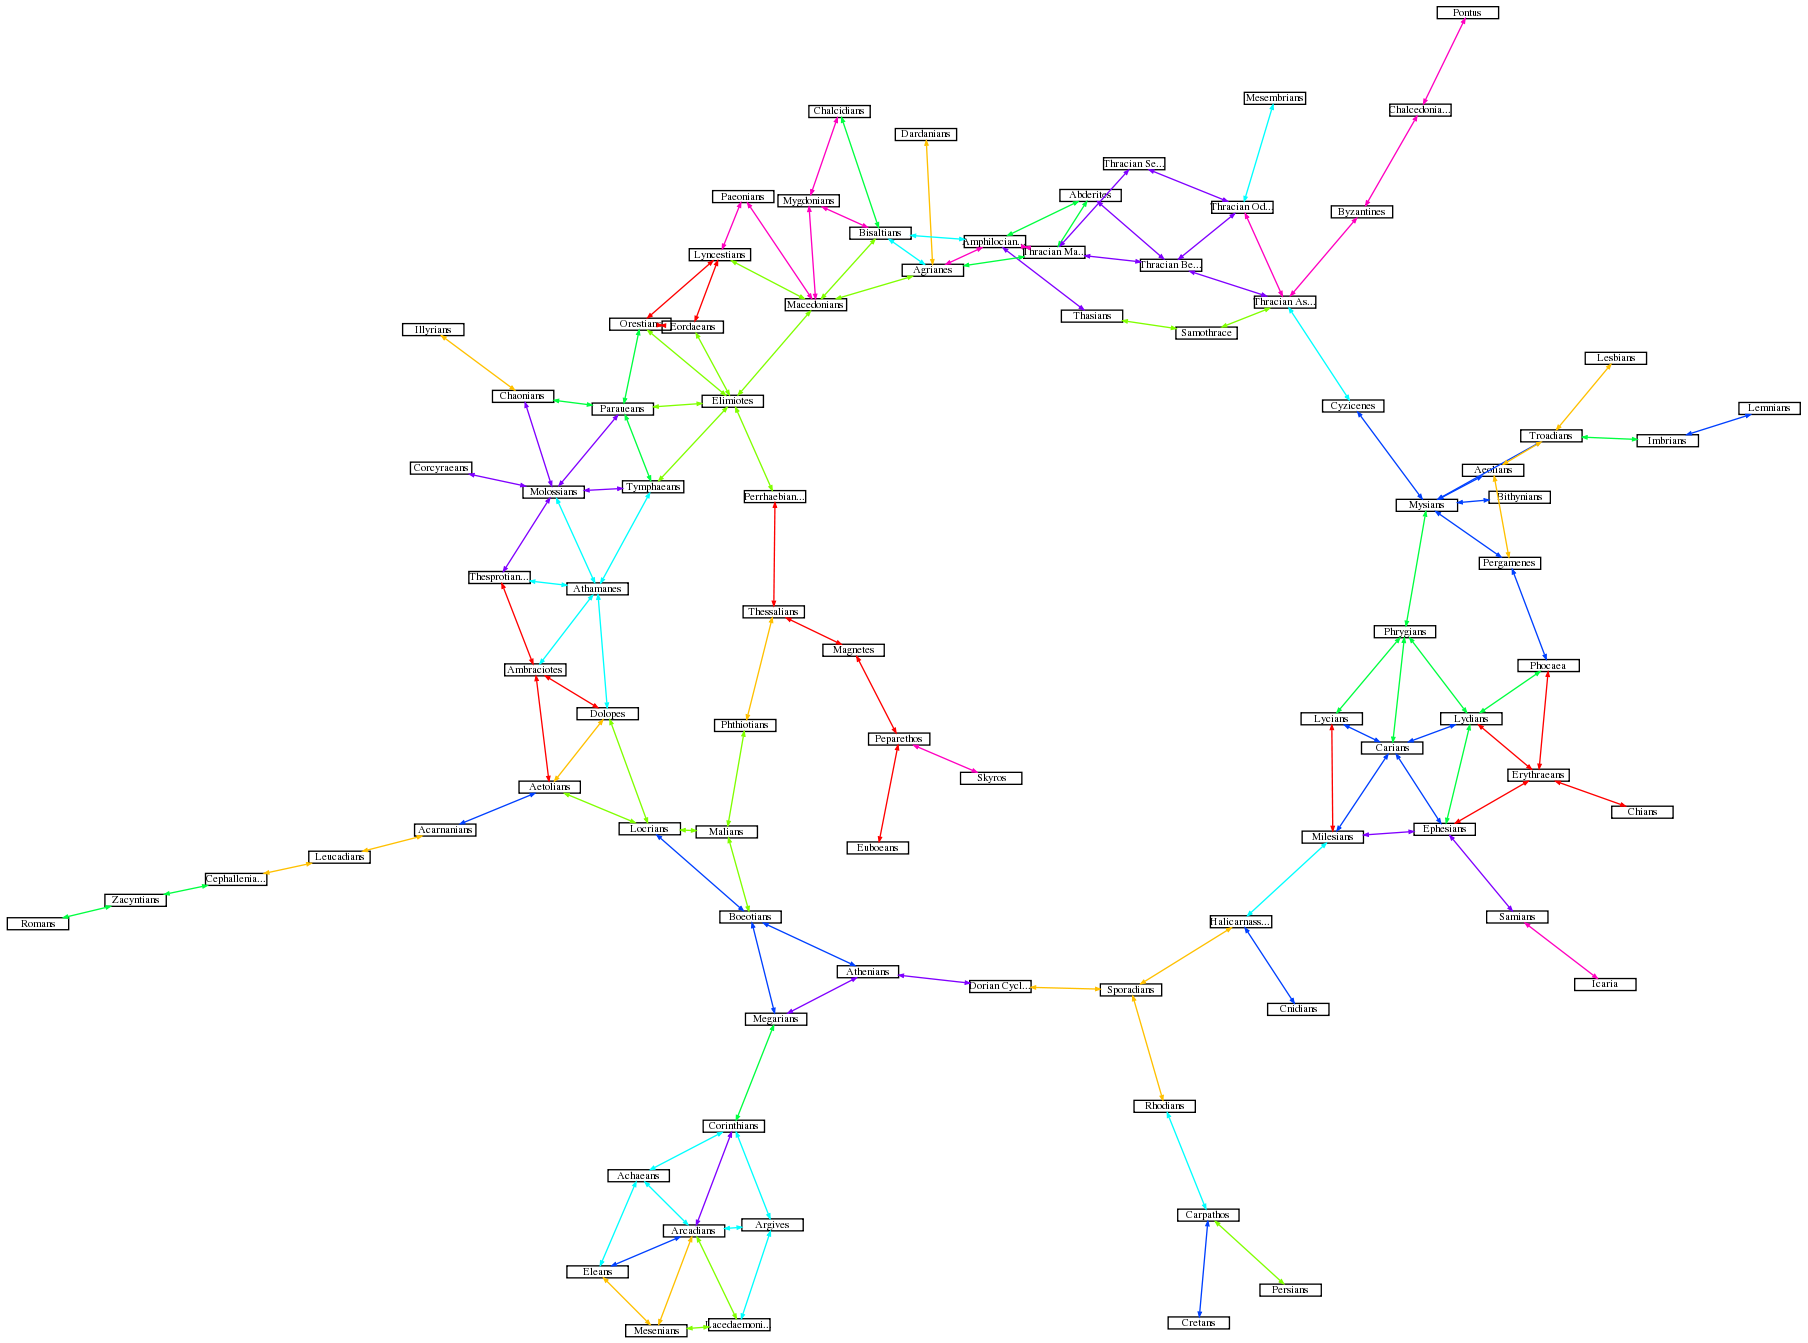 Pontus
Mesembrians
Chalcedonia...
Chalcidians
Dardanians
Thracian Se...
Paeonians
Mygdonians
Abderites
Thracian Od...
Byzantines
Bisaltians
Amphilocian...
Lyncestians
Thracian Ma...
Agrianes
Thracian Be...
Macedonians
Thracian As...
Thasians
Illyrians
Orestians
Eordaeans
Samothrace
Lesbians
Chaonians
Paraueans
Elimiotes
Cyzicenes
Lemnians
Troadians
Imbrians
Corcyraeans
Aeolians
Molossians
Tymphaeans
Perrhaebian...
Mysians
Bithynians
Pergamenes
Thesprotian...
Athamanes
Thessalians
Phrygians
Magnetes
Ambraciotes
Phocaea
Dolopes
Phthiotians
Lycians
Lydians
Peparethos
Carians
Skyros
Erythraeans
Aetolians
Chians
Acarnanians
Locrians
Malians
Milesians
Ephesians
Leucadians
Euboeans
Cephallenia...
Zacyntians
Romans
Boeotians
Halicarnass...
Samians
Athenians
Dorian Cycl...
Sporadians
Icaria
Megarians
Cnidians
Rhodians
Corinthians
Achaeans
Carpathos
Arcadians
Argives
Eleans
Persians
Mesenians
Lacedaemoni...
Cretans